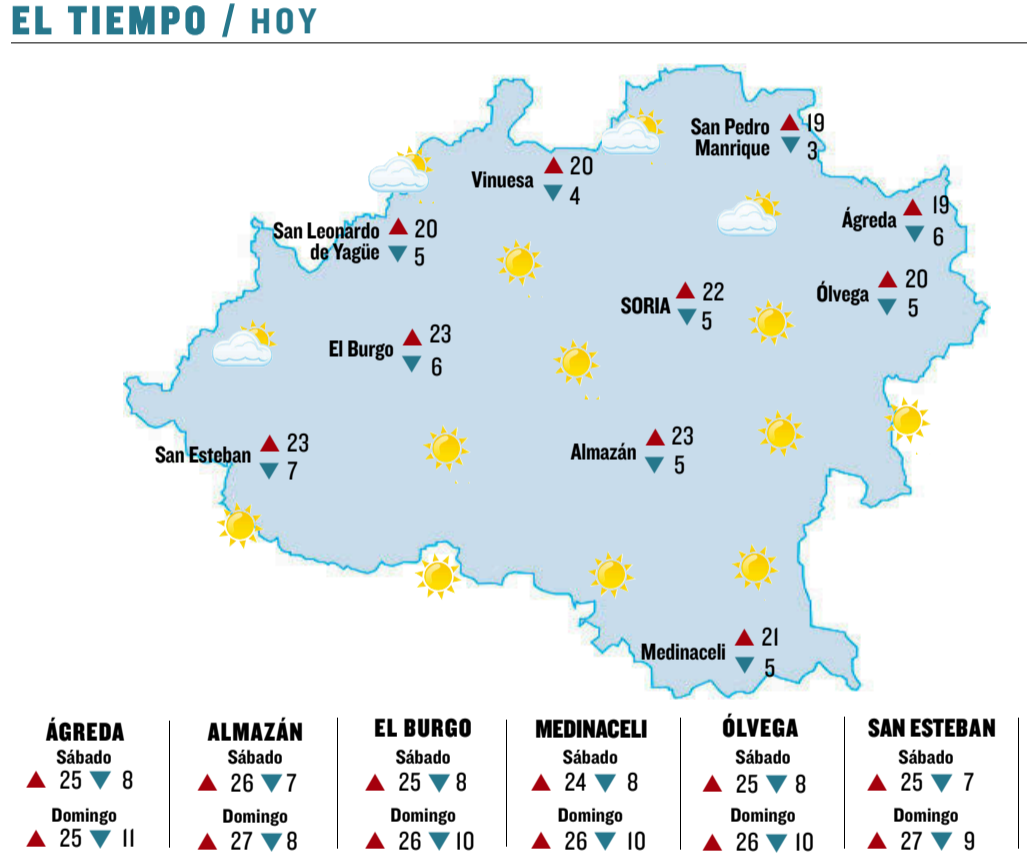 EL TIEMPO / HOY
San Pedro
Manrique
▲ 19
▼ 3
Vinuesa
▲ 20
▼ 4
Ágreda
▲ 19
▼ 6
San Leonardo
de Yagüe
▲ 20
▼ 5
SORIA
▲ 22
▼ 5
Ólvega
▲ 20
▼ 5
El Burgo
▲ 23
▼ 6
San Esteban
▲ 23
▼ 7
Almazán
▲ 23
▼ 5
Medinaceli
▲ 21
▼ 5
ÁGREDA
Sábado
▲ 25 ▼ 8
Domingo
▲ 25 ▼ 11
ALMAZÁN
Sábado
▲ 26 ▼ 7
Domingo
▲ 27 ▼ 8
EL BURGO
Sábado
▲ 25 ▼ 8
Domingo
▲ 26 ▼ 10
MEDINACELI
Sábado
▲ 24 ▼ 8
Domingo
▲ 26 ▼ 10
ÓLVEGA
Sábado
▲ 25 ▼ 8
Domingo
▲ 26 ▼ 10
SAN ESTEBAN
Sábado
▲ 25 ▼ 7
Domingo
▲ 27 ▼ 9